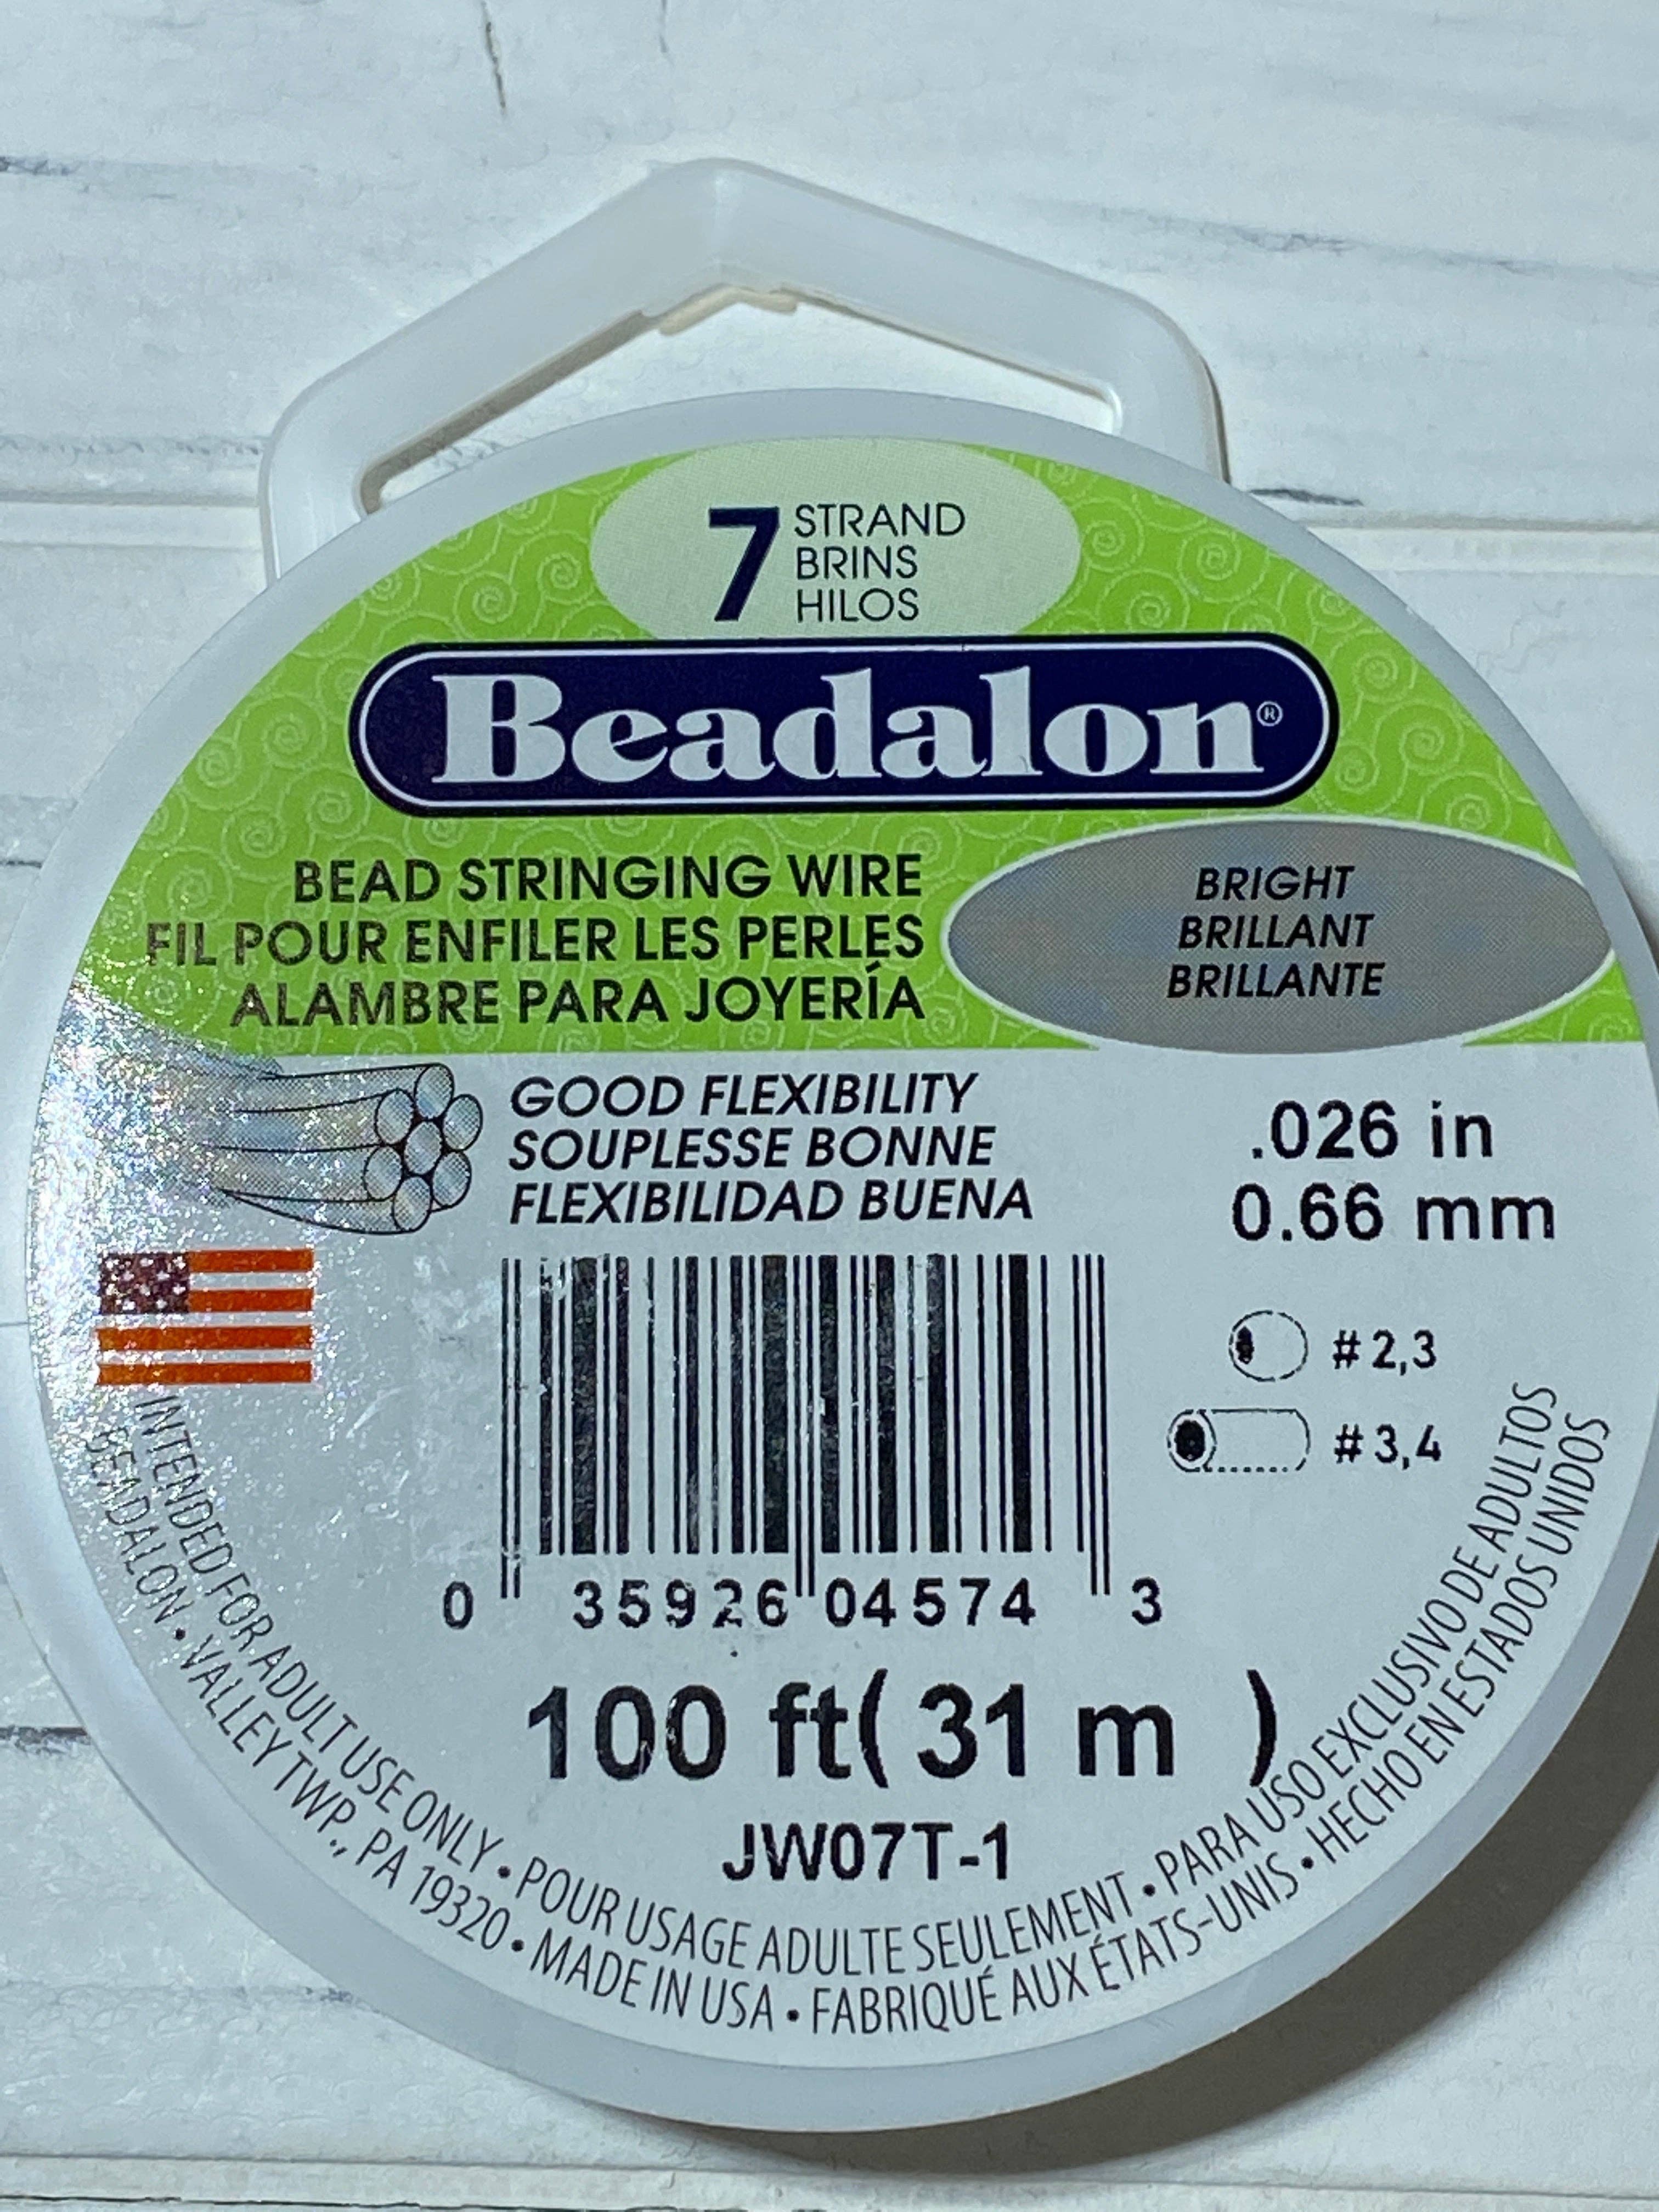 7 STRAND
BRINS
HILOS
Beadalon®
BEAD STRINGING WIRE
FIL POUR ENFILER LES PERLES
ALAMBRE PARA JOYERÍA
BRIGHT
BRILLANT
BRILLANTE
GOOD FLEXIBILITY
SOUPLESSE BONNE
FLEXIBILIDAD BUENA
.026 in
0.66 mm
#2,3
#3,4
0 35926 04574 3
100 ft( 31 m )
JW07T-1
INTENDED FOR ADULT USE ONLY • POUR USAGE ADULTE SEULEMENT • PARA USO EXCLUSIVO DE ADULTOS
BEADALON • VALLEY TWP., PA 19320 • MADE IN USA • FABRIQUÉ AUX ÉTATS-UNIS • HECHO EN ESTADOS UNIDOS